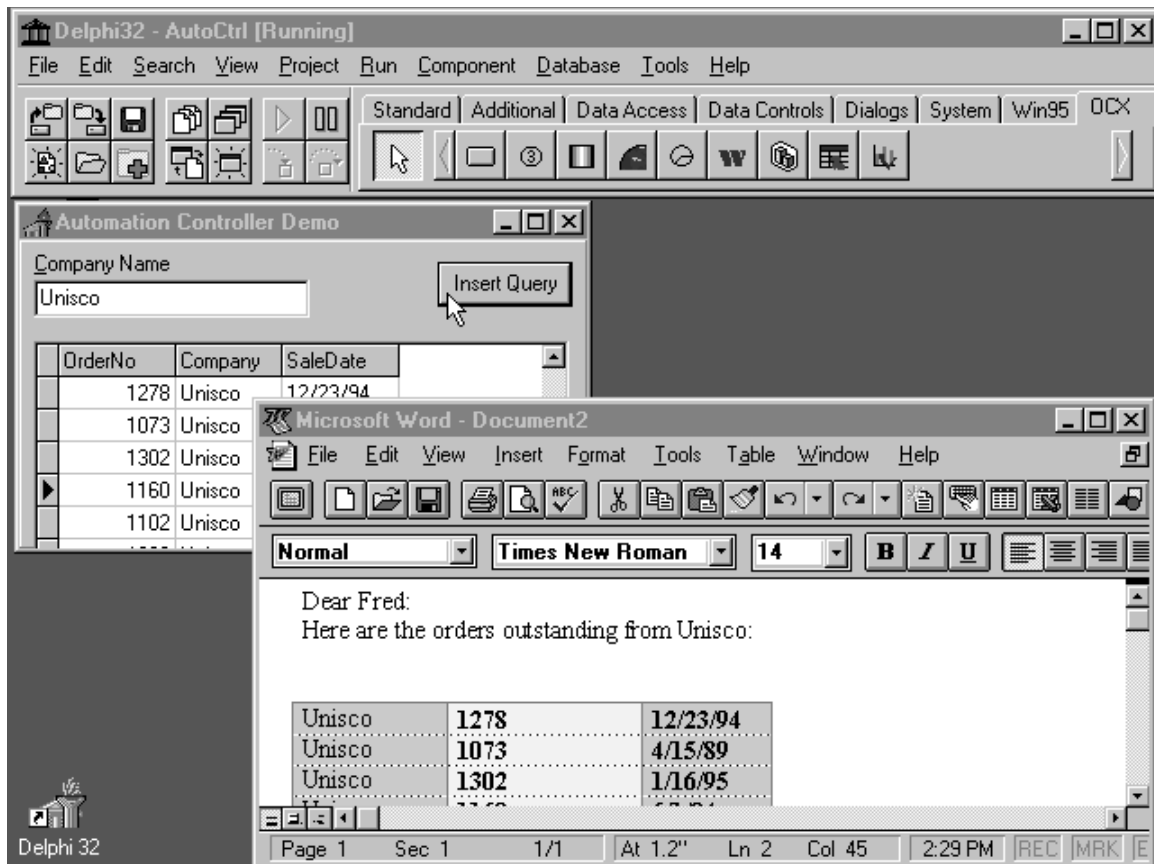 Delphi32 - AutoCtrl [Running]
File Edit Search View Project Run Component Database Tools Help
Standard Additional Data Access Data Controls Dialogs System Win95 OCX
Automation Controller Demo
Company Name
Unisco
Insert Query
OrderNo Company SaleDate
1278 Unisco 12/23/94
1073 Unisco
1302 Unisco
1160 Unisco
1102 Unisco
Microsoft Word - Document2
File Edit View Insert Format Tools Table Window Help
Normal Times New Roman 14 B I U
Dear Fred:
Here are the orders outstanding from Unisco:
Unisco 1278 12/23/94
Unisco 1073 4/15/89
Unisco 1302 1/16/95
Page 1 Sec 1 1/1 At 1.2" Ln 2 Col 45 2:29 PM REC MRK E
Delphi 32